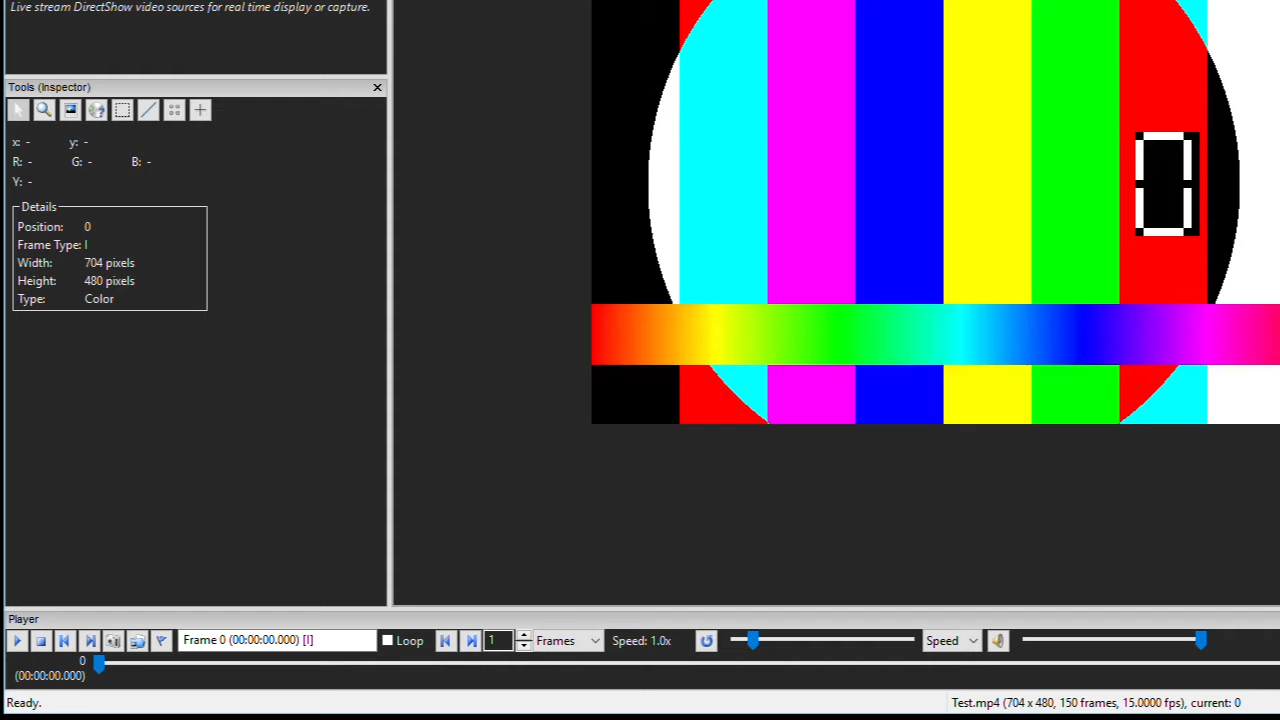 Live stream DirectShow video sources for real time display or capture.
Tools (Inspector)
x: - y: -
R: - G: - B: -
Y: -
Details
Position: 0
Frame Type: I
Width: 704 pixels
Height: 480 pixels
Type: Color
0
Player
Frame 0 (00:00:00.000) [I]
Loop
1
Frames
Speed: 1.0x
Speed
0
(00:00:00.000)
Ready.
Test.mp4 (704 x 480, 150 frames, 15.0000 fps), current: 0